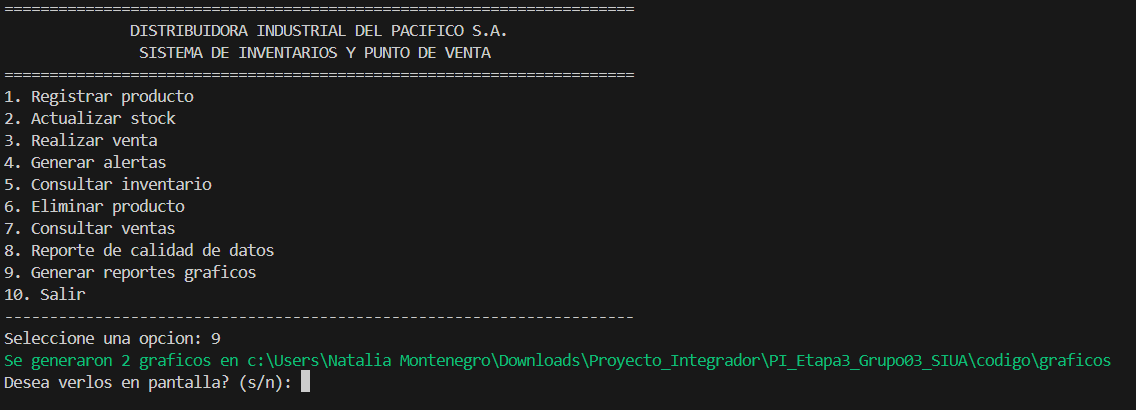 ======================================================================
DISTRIBUIDORA INDUSTRIAL DEL PACIFICO S.A.
SISTEMA DE INVENTARIOS Y PUNTO DE VENTA
======================================================================
1. Registrar producto
2. Actualizar stock
3. Realizar venta
4. Generar alertas
5. Consultar inventario
6. Eliminar producto
7. Consultar ventas
8. Reporte de calidad de datos
9. Generar reportes graficos
10. Salir
----------------------------------------------------------------------
Seleccione una opcion: 9
Se generaron 2 graficos en c:\Users\Natalia Montenegro\Downloads\Proyecto_Integrador\PI_Etapa3_Grupo03_SIUA\codigo\graficos
Desea verlos en pantalla? (s/n):